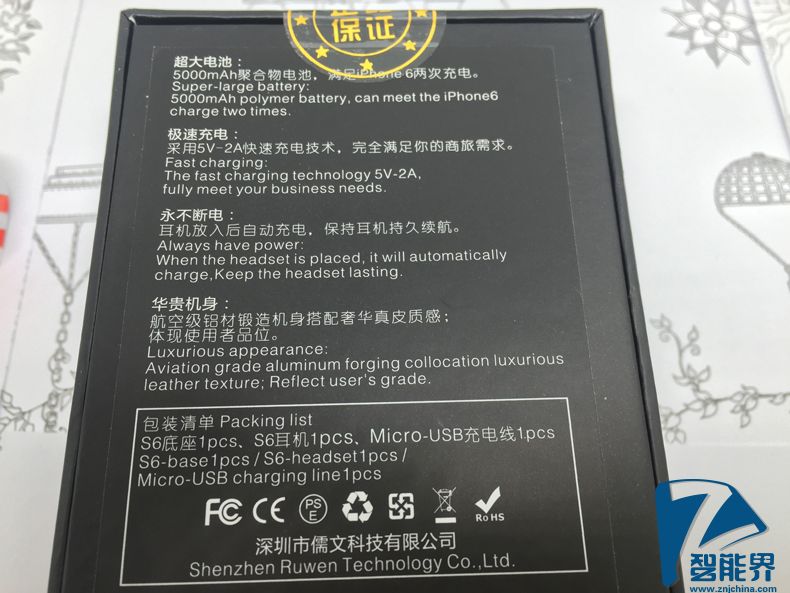 保证
超大电池：
5000mAh聚合物电池，满足iPhone 6两次充电。
Super-large battery:
5000mAh polymer battery, can meet the iPhone6
charge two times.
极速充电：
采用5V-2A快速充电技术，完全满足你的商旅需求。
Fast charging:
The fast charging technology 5V-2A,
fully meet your business needs.
永不断电：
耳机放入后自动充电，保持耳机持久续航。
Always have power:
When the headset is placed, it will automatically
charge,Keep the headset lasting.
华贵机身：
航空级铝材锻造机身搭配奢华真皮质感；
体现使用者品位。
Luxurious appearance:
Aviation grade aluminum forging collocation luxurious
leather texture; Reflect user's grade.
包装清单 Packing list
S6底座1pcs、S6耳机1pcs、Micro-USB充电线1pcs
S6-base1pcs / S6-headset1pcs /
Micro-USB charging line1pcs
FC CE PS E RoHS
深圳市儒文科技有限公司
Shenzhen Ruwen Technology Co.,Ltd.
智能界
www.znjchina.com